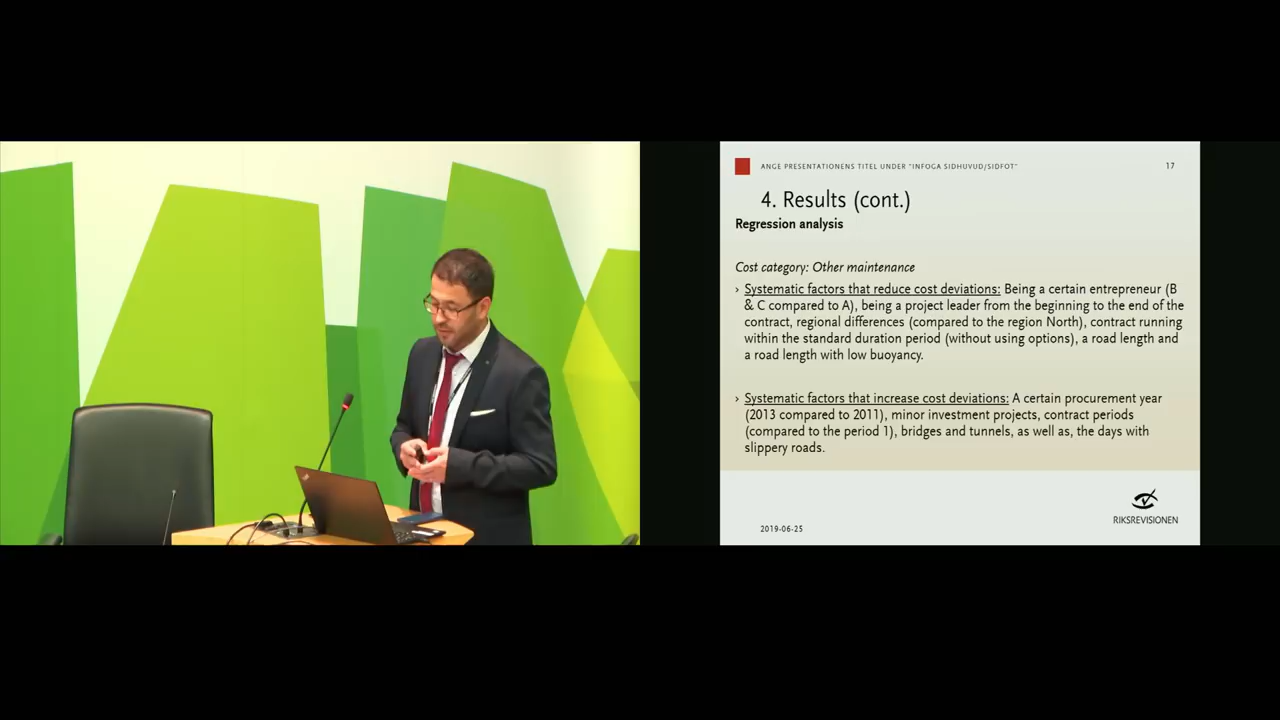 ANGE PRESENTATIONENS TITEL UNDER "INFOGA SIDHUVUD/SIDFOT"
17
4. Results (cont.)
Regression analysis
Cost category: Other maintenance
› Systematic factors that reduce cost deviations: Being a certain entrepreneur (B
& C compared to A), being a project leader from the beginning to the end of the
contract, regional differences (compared to the region North), contract running
within the standard duration period (without using options), a road length and
a road length with low buoyancy.
› Systematic factors that increase cost deviations: A certain procurement year
(2013 compared to 2011), minor investment projects, contract periods
(compared to the period 1), bridges and tunnels, as well as, the days with
slippery roads.
RIKSREVISIONEN
2019-06-25